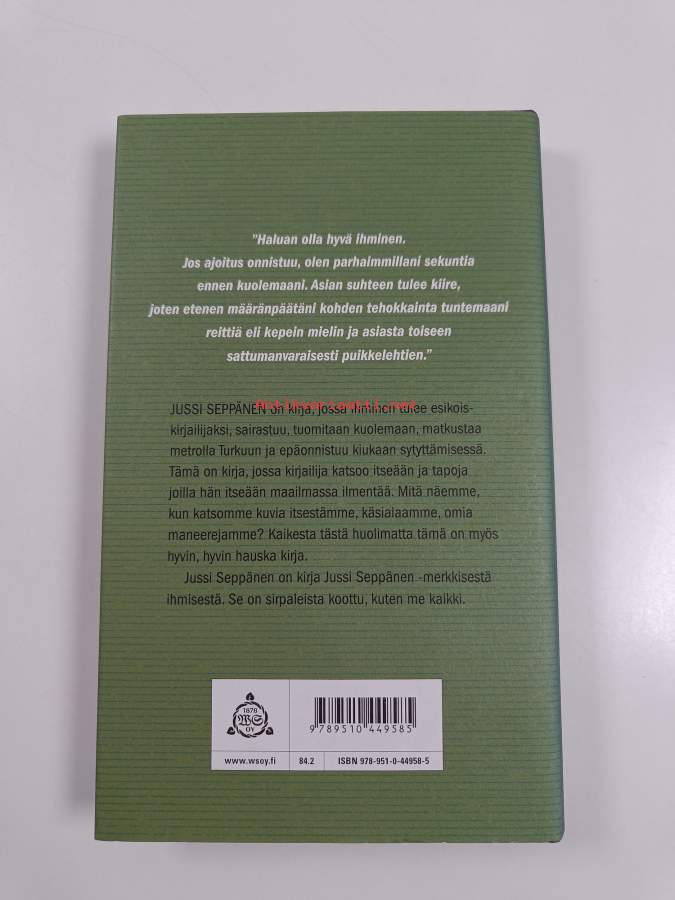 "Haluan olla hyvä ihminen.
Jos ajoitus onnistuu, olen parhaimmillani sekuntia
ennen kuolemaani. Asian suhteen tulee kiire,
joten etenen määränpäätäni kohden tehokkainta tuntemaani
reittiä eli kepein mielin ja asiasta toiseen
sattumanvaraisesti puikkelehtien."
Antikvariaatti.net
JUSSI SEPPÄNEN on kirja, jossa ihminen tulee esikois-
kirjailijaksi, sairastuu, tuomitaan kuolemaan, matkustaa
metrolla Turkuun ja epäonnistuu kiukaan sytyttämisessä.
Tämä on kirja, jossa kirjailija katsoo itseään ja tapoja
joilla hän itseään maailmassa ilmentää. Mitä näemme,
kun katsomme kuvia itsestämme, käsialaamme, omia
maneerejamme? Kaikesta tästä huolimatta tämä on myös
hyvin, hyvin hauska kirja.
Jussi Seppänen on kirja Jussi Seppänen -merkkisestä
ihmisestä. Se on sirpaleista koottu, kuten me kaikki.
1878
WS
OY
9 789510 449585
www.wsoy.fi
84.2
ISBN 978-951-0-44958-5